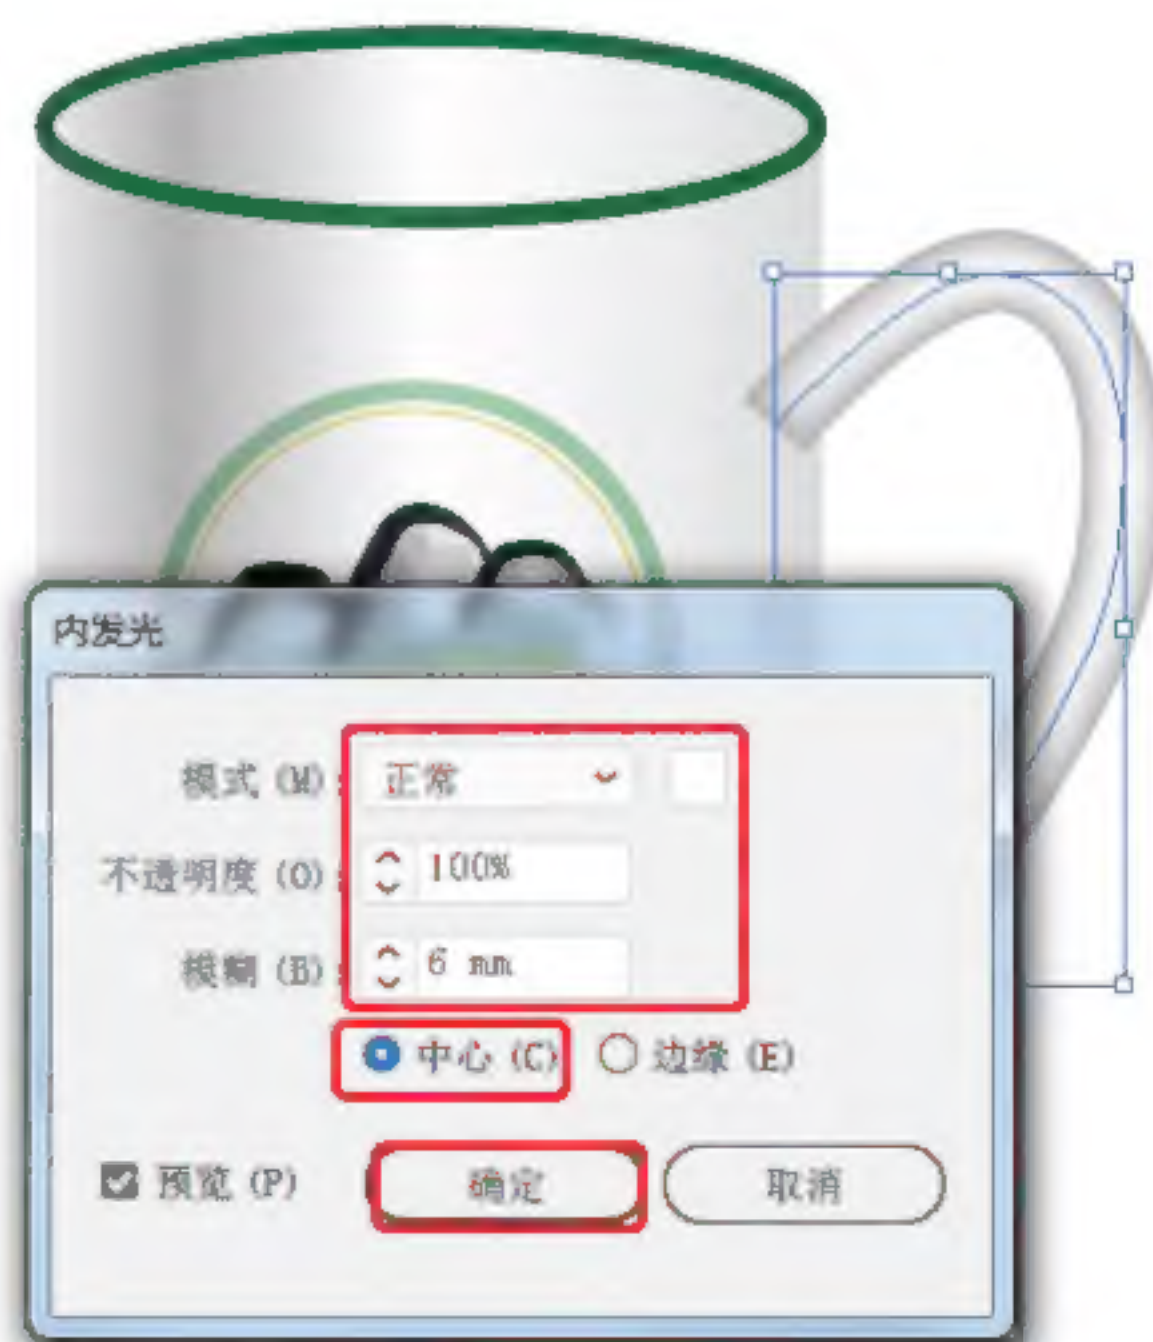 内发光
模式 (M): 正常
不透明度 (O): 100%
模糊 (B): 6 mm
中心 (C) 边缘 (E)
预览 (P) 确定 取消